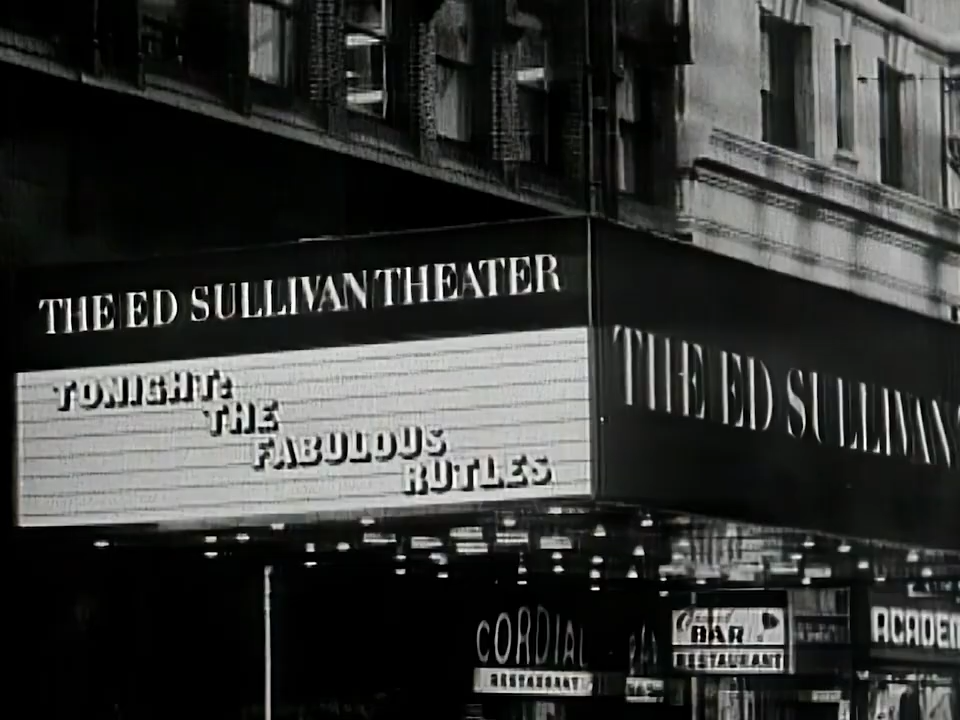 THE ED SULLIVAN THEATER
TONIGHT:
THE
FABULOUS
RUTLES
THE ED SULLIVAN
CORDIAL
RESTAURANT
BAR
RESTAURANT
ACADEM